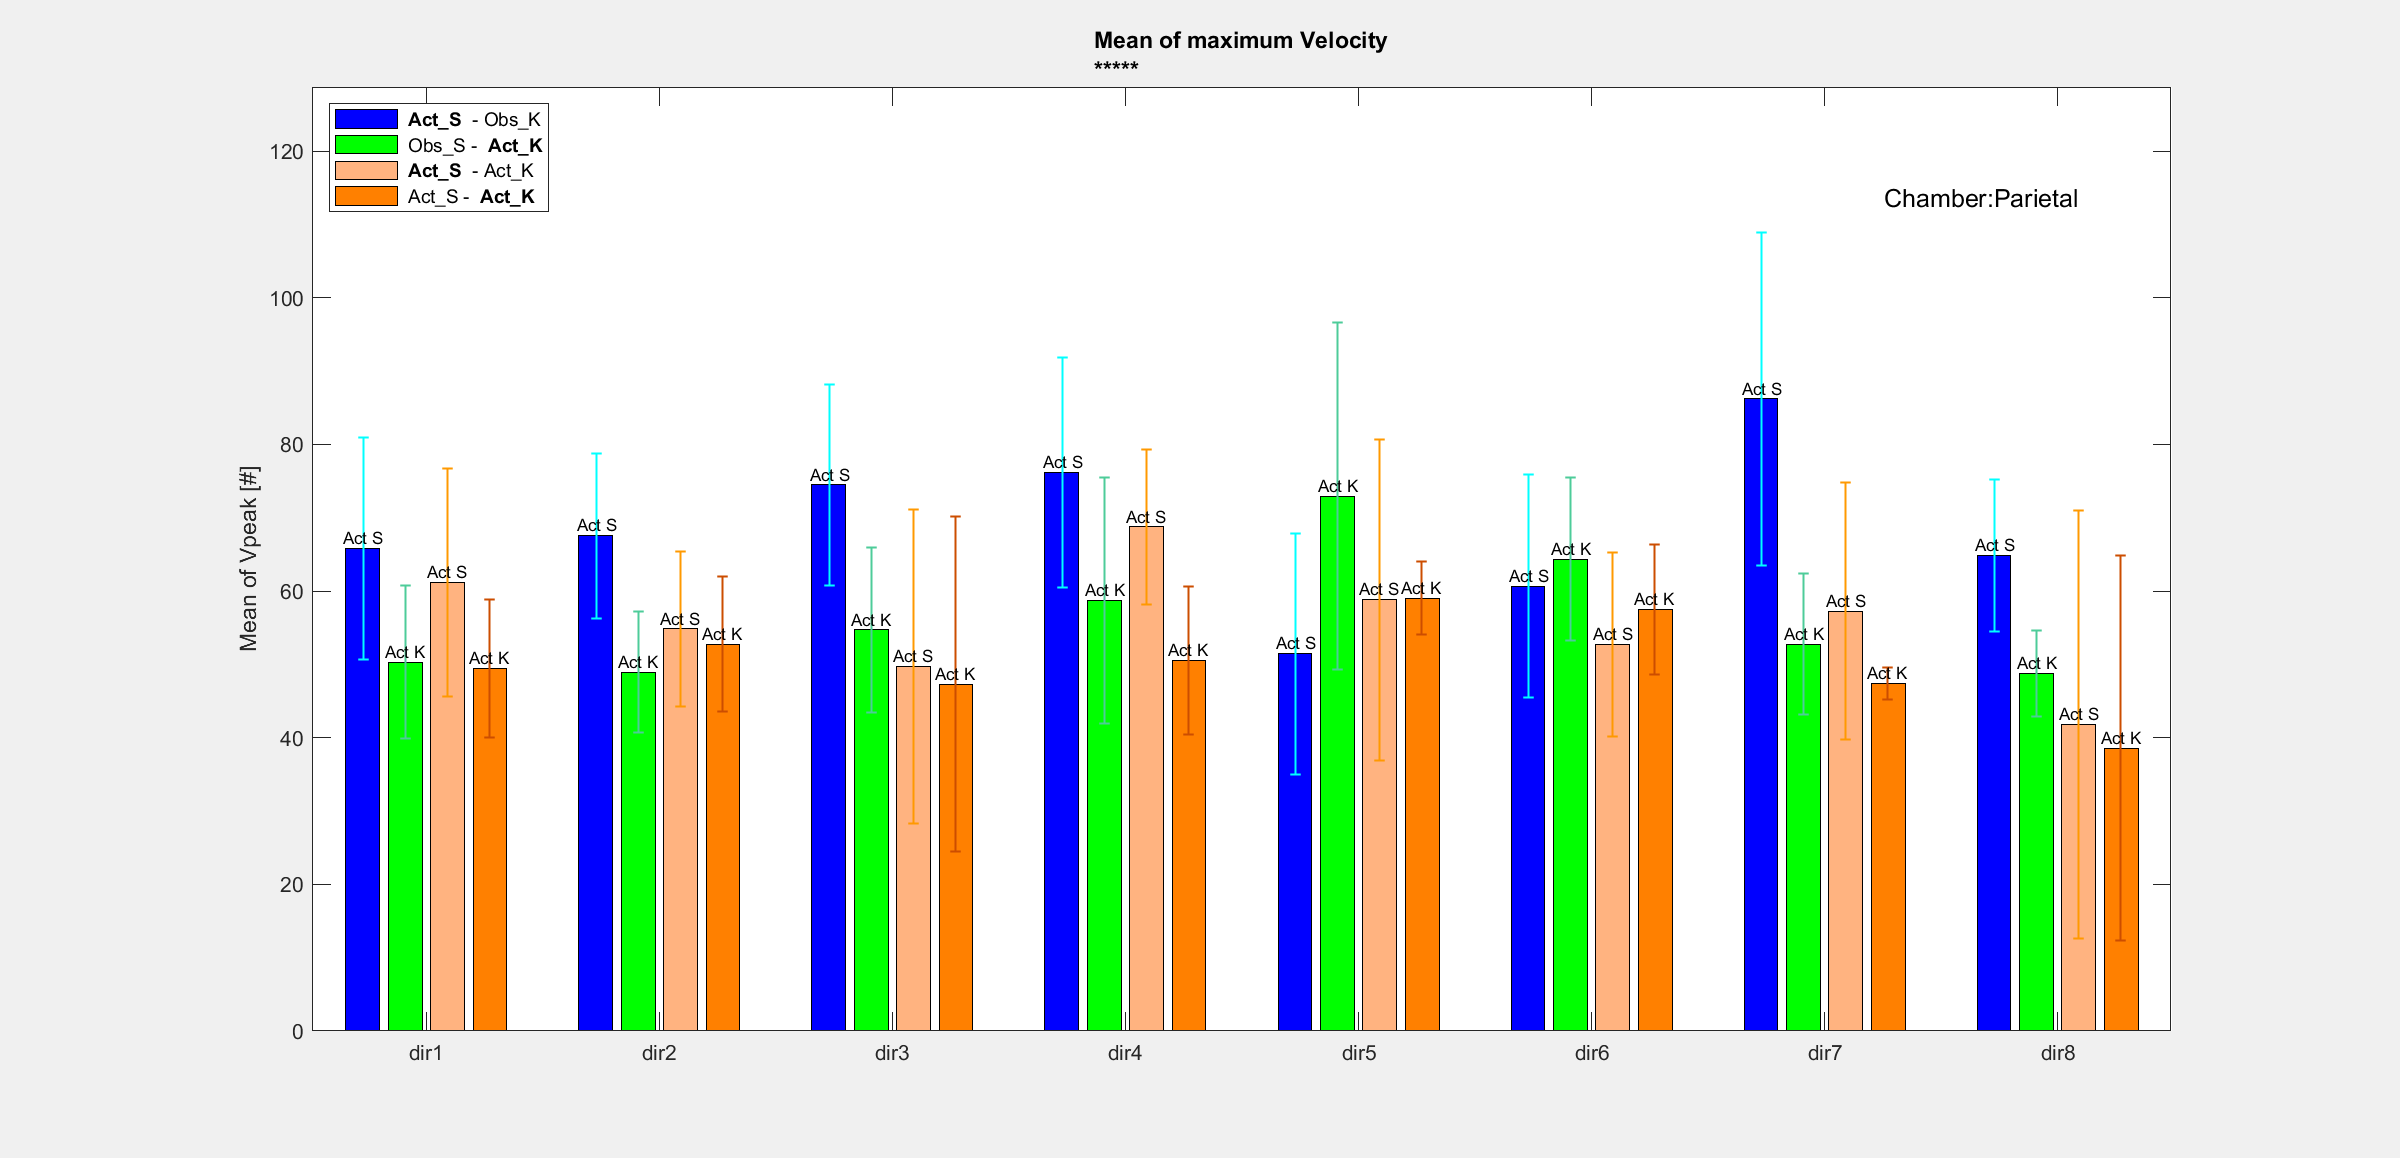 Mean of maximum Velocity
*****
Act_S - Obs_K
Obs_S - Act_K
Act_S - Act_K
Act_S - Act_K
Chamber:Parietal
Mean of Vpeak [#]
120
100
80
60
40
20
0
Act S
Act K
Act S
Act K
Act S
Act K
Act S
Act K
Act S
Act K
Act S
Act K
Act S
Act K
Act S
Act K
Act S
Act K
Act S
Act K
Act S
Act K
Act S
Act K
Act S
Act K
Act S
Act K
Act S
Act K
Act S
Act K
dir1 dir2 dir3 dir4 dir5 dir6 dir7 dir8